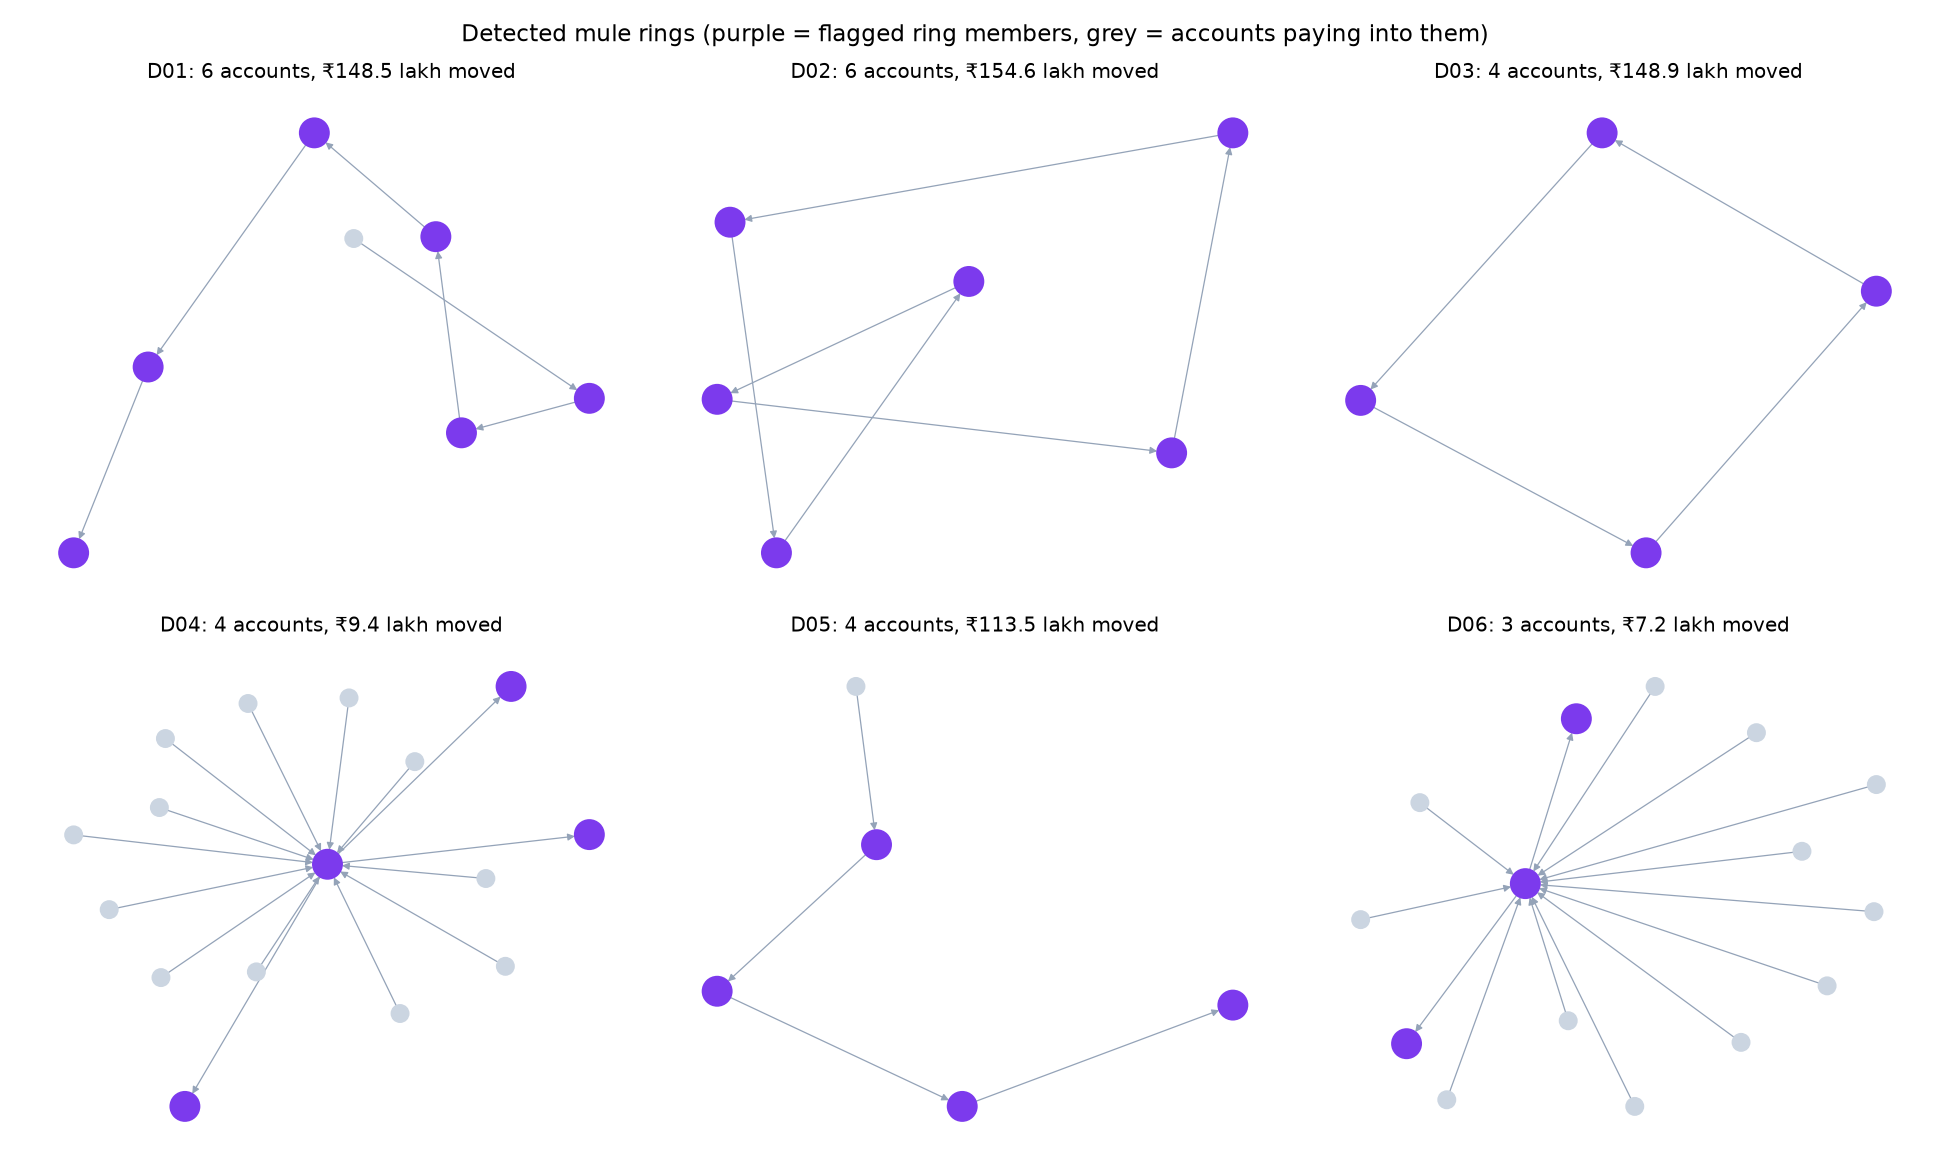 Detected mule rings (purple = flagged ring members, grey = accounts paying into them)
D01: 6 accounts, ₹148.5 lakh moved
D02: 6 accounts, ₹154.6 lakh moved
D03: 4 accounts, ₹148.9 lakh moved
D04: 4 accounts, ₹9.4 lakh moved
D05: 4 accounts, ₹113.5 lakh moved
D06: 3 accounts, ₹7.2 lakh moved